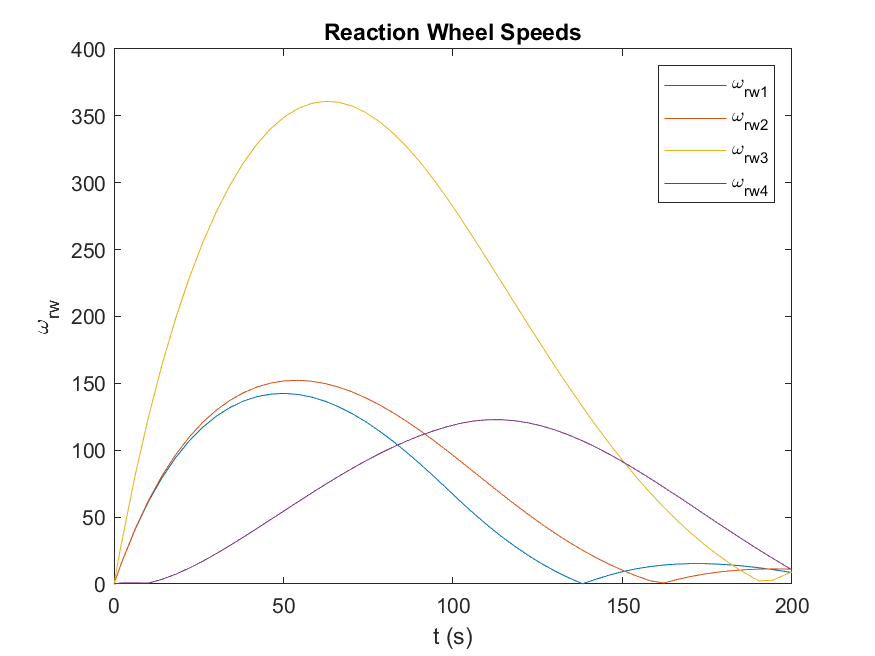 Reaction Wheel Speeds
400
350
300
250
200
150
100
50
0
ω_rw
0 50 100 150 200
t (s)
ω_rw1
ω_rw2
ω_rw3
ω_rw4